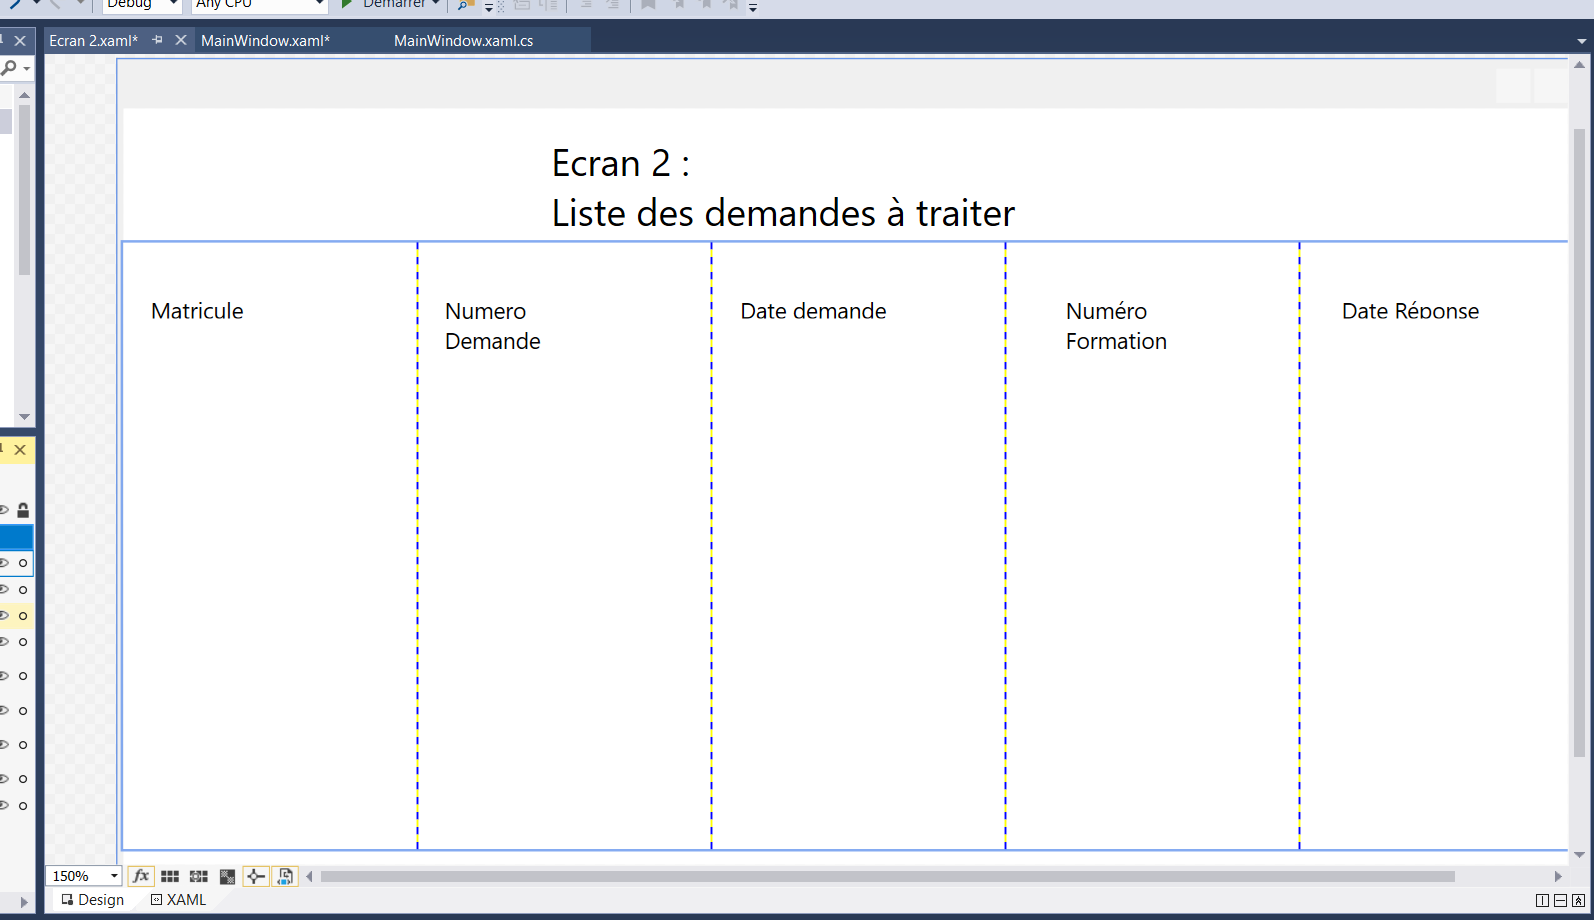 Debug Any CPU Démarrer
Ecran 2.xaml* MainWindow.xaml* MainWindow.xaml.cs
Ecran 2 :
Liste des demandes à traiter
Matricule
Numero
Demande
Date demande
Numéro
Formation
Date Réponse
150% fx
Design XAML